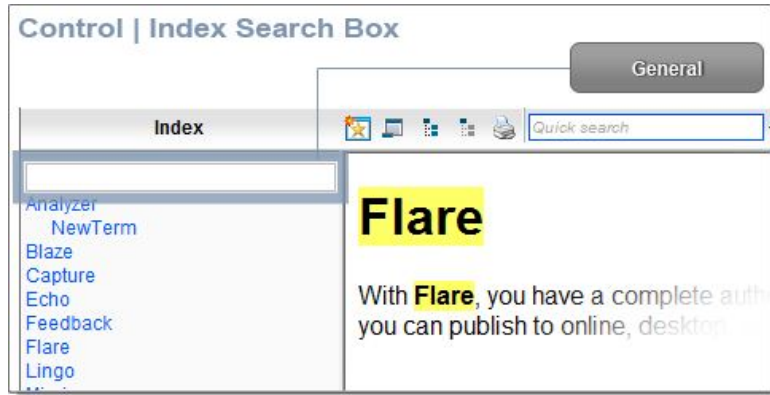 Control | Index Search Box
General
Index
Quick search
Analyzer
NewTerm
Blaze
Capture
Echo
Feedback
Flare
Lingo
Flare
With Flare, you have a complete auth
you can publish to online, desktop,